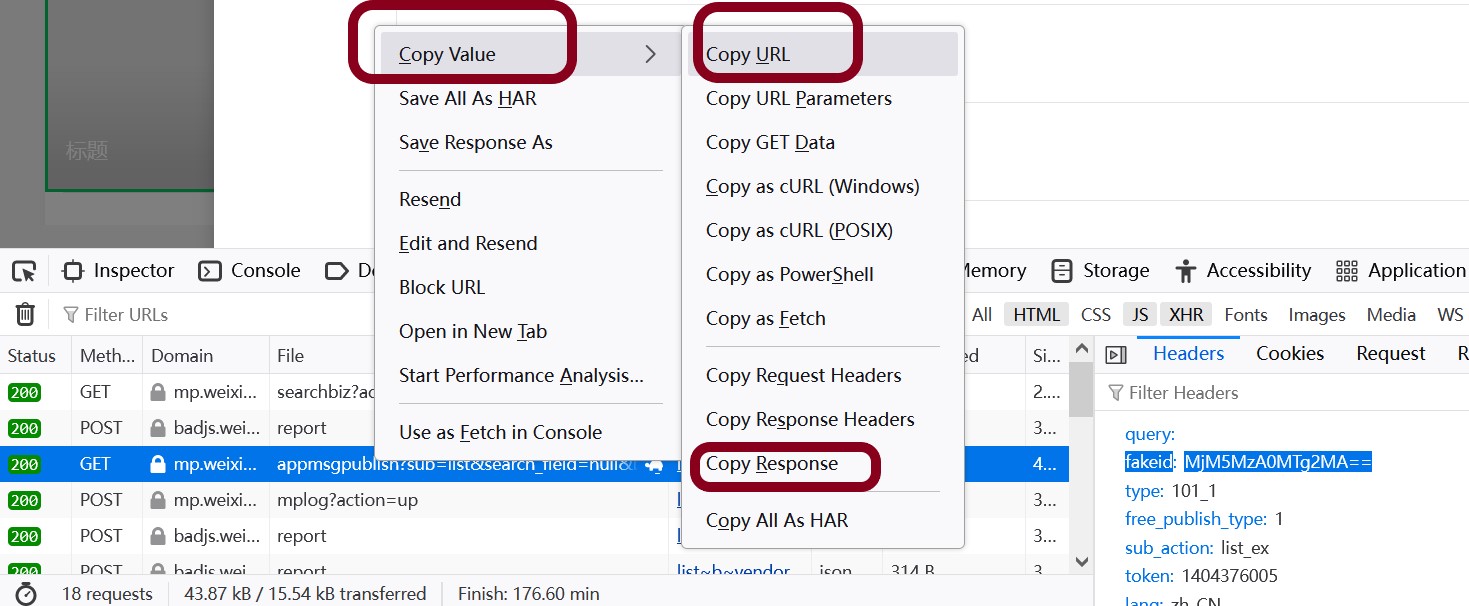 Copy Value
Copy URL
Save All As HAR
Copy URL Parameters
标题
Save Response As
Copy GET Data
Copy as cURL (Windows)
Resend
Copy as cURL (POSIX)
Edit and Resend
Inspector
Console
Copy as PowerShell
Memory
Storage
Accessibility
Application
Block URL
Filter URLs
Copy as Fetch
All
HTML
CSS
JS
XHR
Fonts
Images
Media
WS
Open in New Tab
Status
Meth...
Domain
File
Si...
Headers
Cookies
Request
Start Performance Analysis...
Copy Request Headers
200 GET mp.weixi... searchbiz?ac 2....
Filter Headers
Copy Response Headers
200 POST badjs.wei... report 3...
Use as Fetch in Console
query:
200 GET mp.weixi... appmsgpublish?sub=list&search_field=null& 4...
Copy Response
fakeid: MjM5MzA0MTg2MA==
type: 101_1
200 POST mp.weixi... mplog?action=up 3...
Copy All As HAR
free_publish_type: 1
200 POST badjs.wei... report 3...
sub_action: list_ex
200 POST badjs.wei... report list~b~vendor json 314 B 3
token: 1404376005
18 requests
43.87 kB / 15.54 kB transferred
Finish: 176.60 min
lang: zh_CN